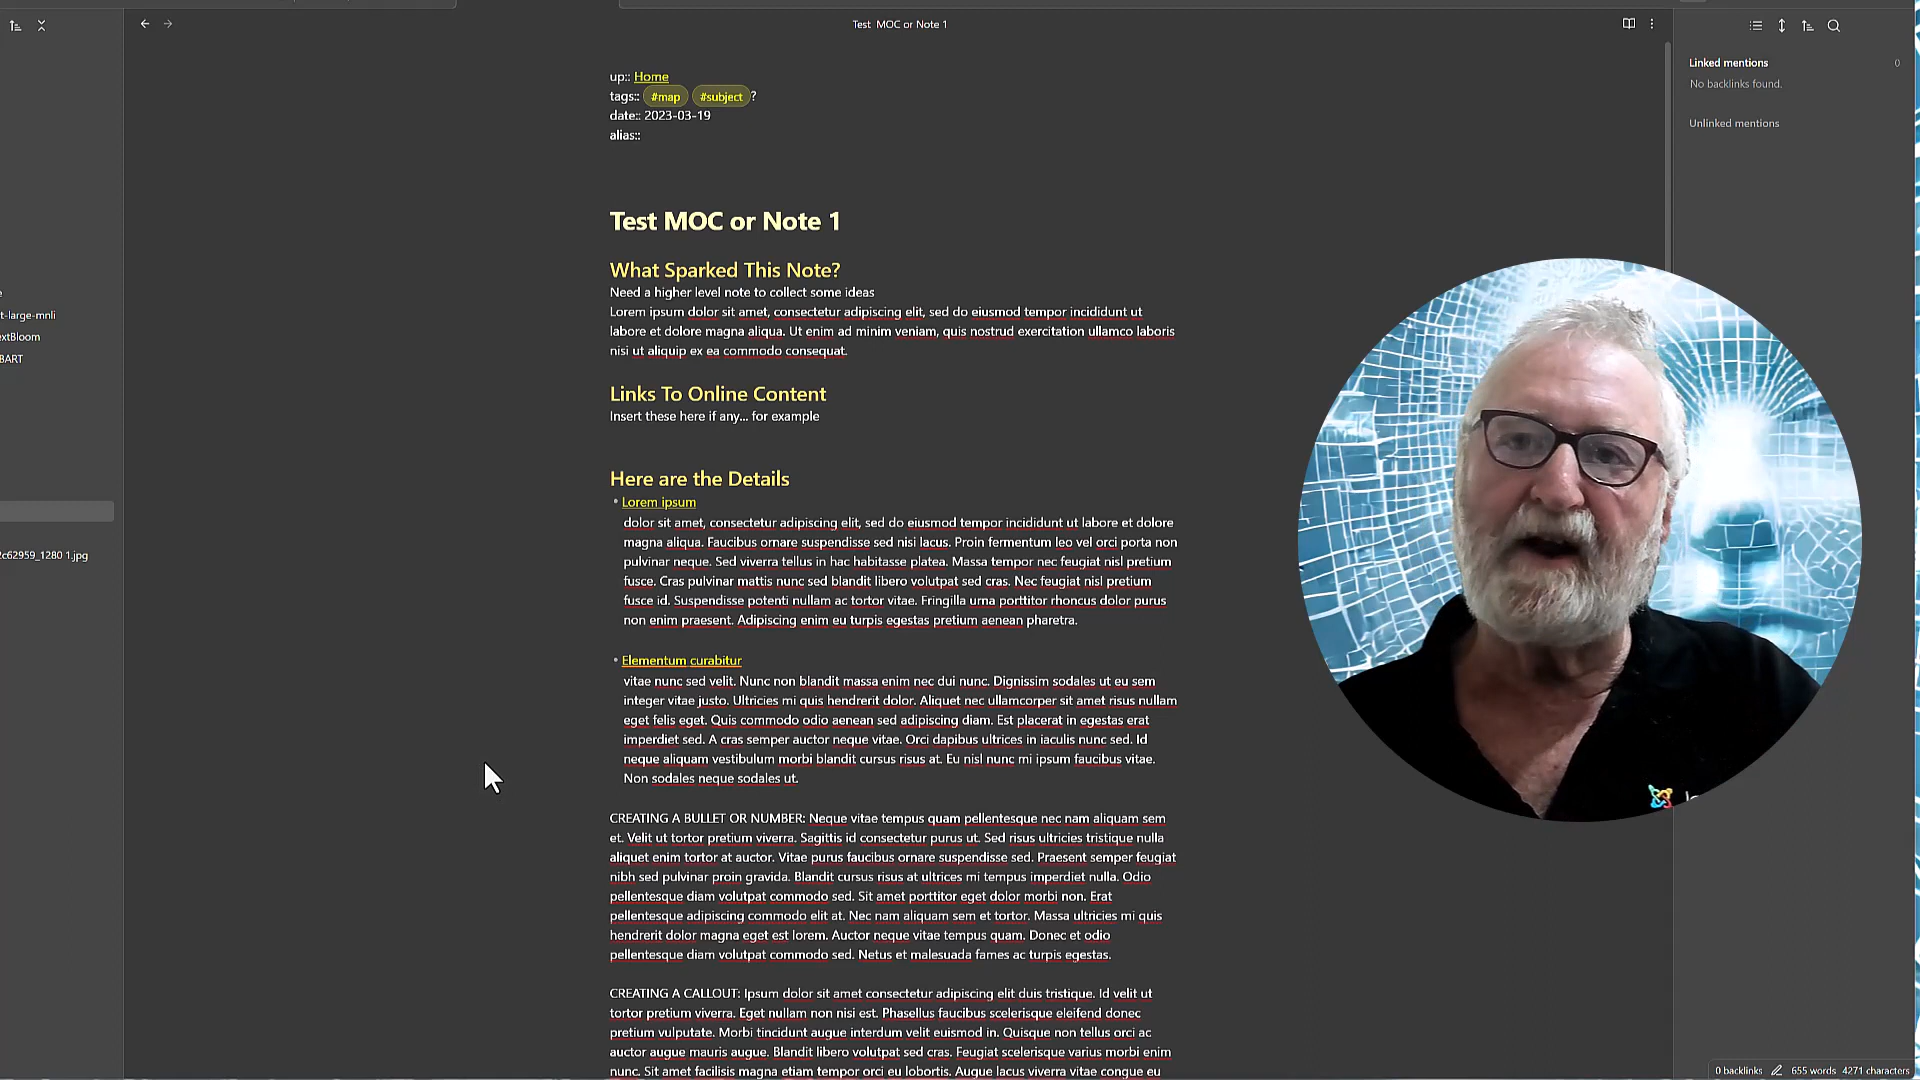 Test MOC or Note 1
Linked mentions 0
No backlinks found.
Unlinked mentions
up:: Home
tags:: #map #subject?
date:: 2023-03-19
alias::
Test MOC or Note 1
What Sparked This Note?
Need a higher level note to collect some ideas
Lorem ipsum dolor sit amet, consectetur adipiscing elit, sed do eiusmod tempor incididunt ut
labore et dolore magna aliqua. Ut enim ad minim veniam, quis nostrud exercitation ullamco laboris
nisi ut aliquip ex ea commodo consequat.
Links To Online Content
Insert these here if any... for example
Here are the Details
• Lorem ipsum
dolor sit amet, consectetur adipiscing elit, sed do eiusmod tempor incididunt ut labore et dolore
magna aliqua. Faucibus ornare suspendisse sed nisi lacus. Proin fermentum leo vel orci porta non
pulvinar neque. Sed viverra tellus in hac habitasse platea. Massa tempor nec feugiat nisl pretium
fusce. Cras pulvinar mattis nunc sed blandit libero volutpat sed cras. Nec feugiat nisl pretium
fusce id. Suspendisse potenti nullam ac tortor vitae. Fringilla urna porttitor rhoncus dolor purus
non enim praesent. Adipiscing enim eu turpis egestas pretium aenean pharetra.
• Elementum curabitur
vitae nunc sed velit. Nunc non blandit massa enim nec dui nunc. Dignissim sodales ut eu sem
integer vitae justo. Ultricies mi quis hendrerit dolor. Aliquet nec ullamcorper sit amet risus nullam
eget felis eget. Quis commodo odio aenean sed adipiscing diam. Est placerat in egestas erat
imperdiet sed. A cras semper auctor neque vitae. Orci dapibus ultrices in iaculis nunc sed. Id
neque aliquam vestibulum morbi blandit cursus risus at. Eu nisl nunc mi ipsum faucibus vitae.
Non sodales neque sodales ut.
CREATING A BULLET OR NUMBER: Neque vitae tempus quam pellentesque nec nam aliquam sem
et. Velit ut tortor pretium viverra. Sagittis id consectetur purus ut. Sed risus ultricies tristique nulla
aliquet enim tortor at auctor. Vitae purus faucibus ornare suspendisse sed. Praesent semper feugiat
nibh sed pulvinar proin gravida. Blandit cursus risus at ultrices mi tempus imperdiet nulla. Odio
pellentesque diam volutpat commodo sed. Sit amet porttitor eget dolor morbi non. Erat
pellentesque adipiscing commodo elit at. Nec nam aliquam sem et tortor. Massa ultricies mi quis
hendrerit dolor magna eget est lorem. Auctor neque vitae tempus quam. Donec et odio
pellentesque diam volutpat commodo sed. Netus et malesuada fames ac turpis egestas.
CREATING A CALLOUT: Ipsum dolor sit amet consectetur adipiscing elit duis tristique. Id velit ut
tortor pretium viverra. Eget nullam non nisi est. Phasellus faucibus scelerisque eleifend donec
pretium vulputate. Morbi tincidunt augue interdum velit euismod in. Quisque non tellus orci ac
auctor augue mauris augue. Blandit libero volutpat sed cras. Feugiat scelerisque varius morbi enim
nunc. Sit amet facilisis magna etiam tempor orci eu lobortis. Augue lacus viverra vitae congue eu
t-large-mnli
extBloom
BART
2c62959_1280 1.jpg
0 backlinks 655 words 4271 characters